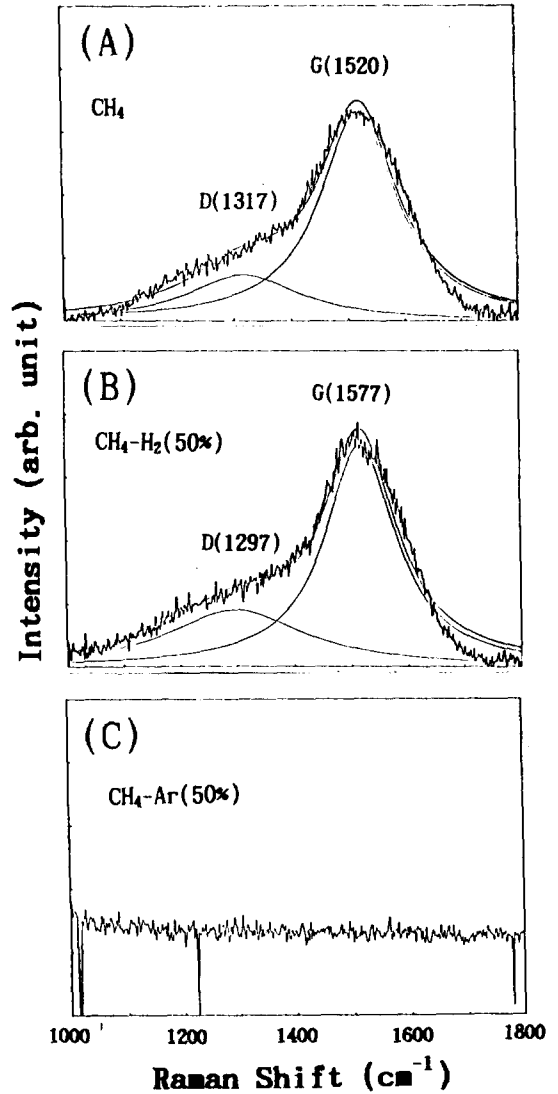 (A)
G(1520)
CH₄
D(1317)
(B)
G(1577)
CH₄-H₂(50%)
D(1297)
Intensity (arb. unit)
(C)
CH₄-Ar(50%)
1000 1200 1400 1600 1800
Raman Shift (cm⁻¹)